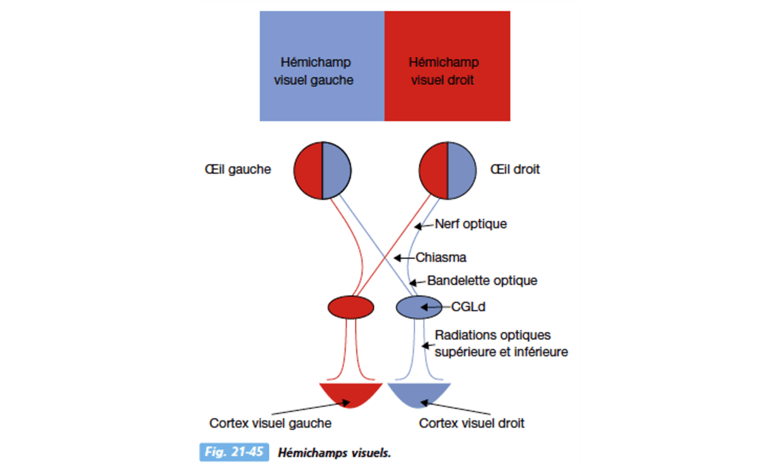 Hémichamp
visuel gauche
Hémichamp
visuel droit
Œil gauche
Œil droit
Nerf optique
Chiasma
Bandelette optique
CGLd
Radiations optiques
supérieure et inférieure
Cortex visuel gauche
Cortex visuel droit
Fig. 21-45 Hémichamps visuels.